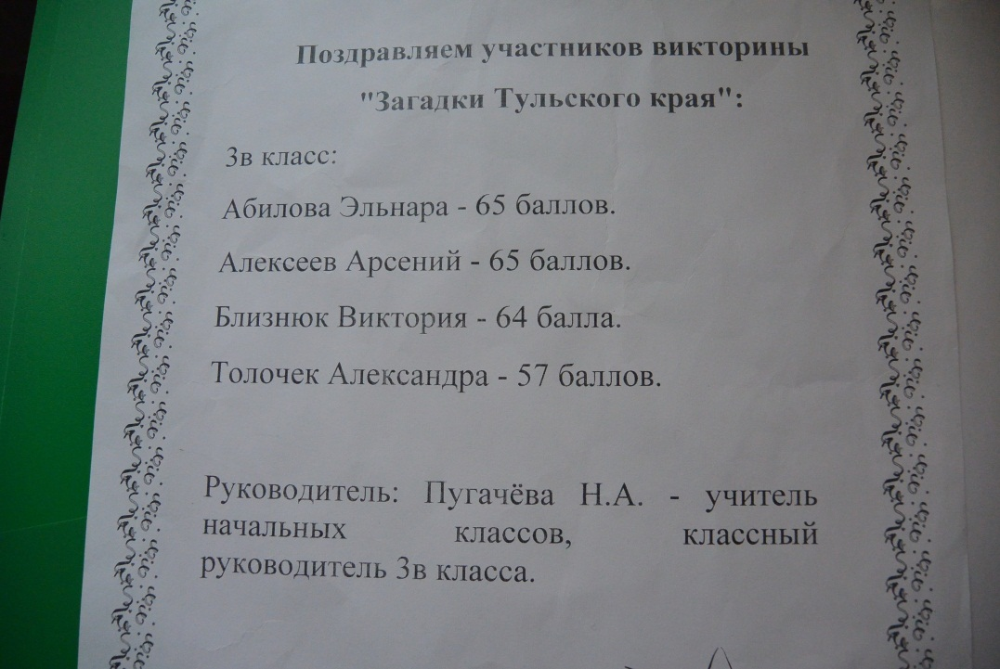 Поздравляем участников викторины
"Загадки Тульского края":
3в класс:
Абилова Эльнара - 65 баллов.
Алексеев Арсений - 65 баллов.
Близнюк Виктория - 64 балла.
Толочек Александра - 57 баллов.
Руководитель: Пугачёва Н.А. - учитель
начальных классов, классный
руководитель 3в класса.